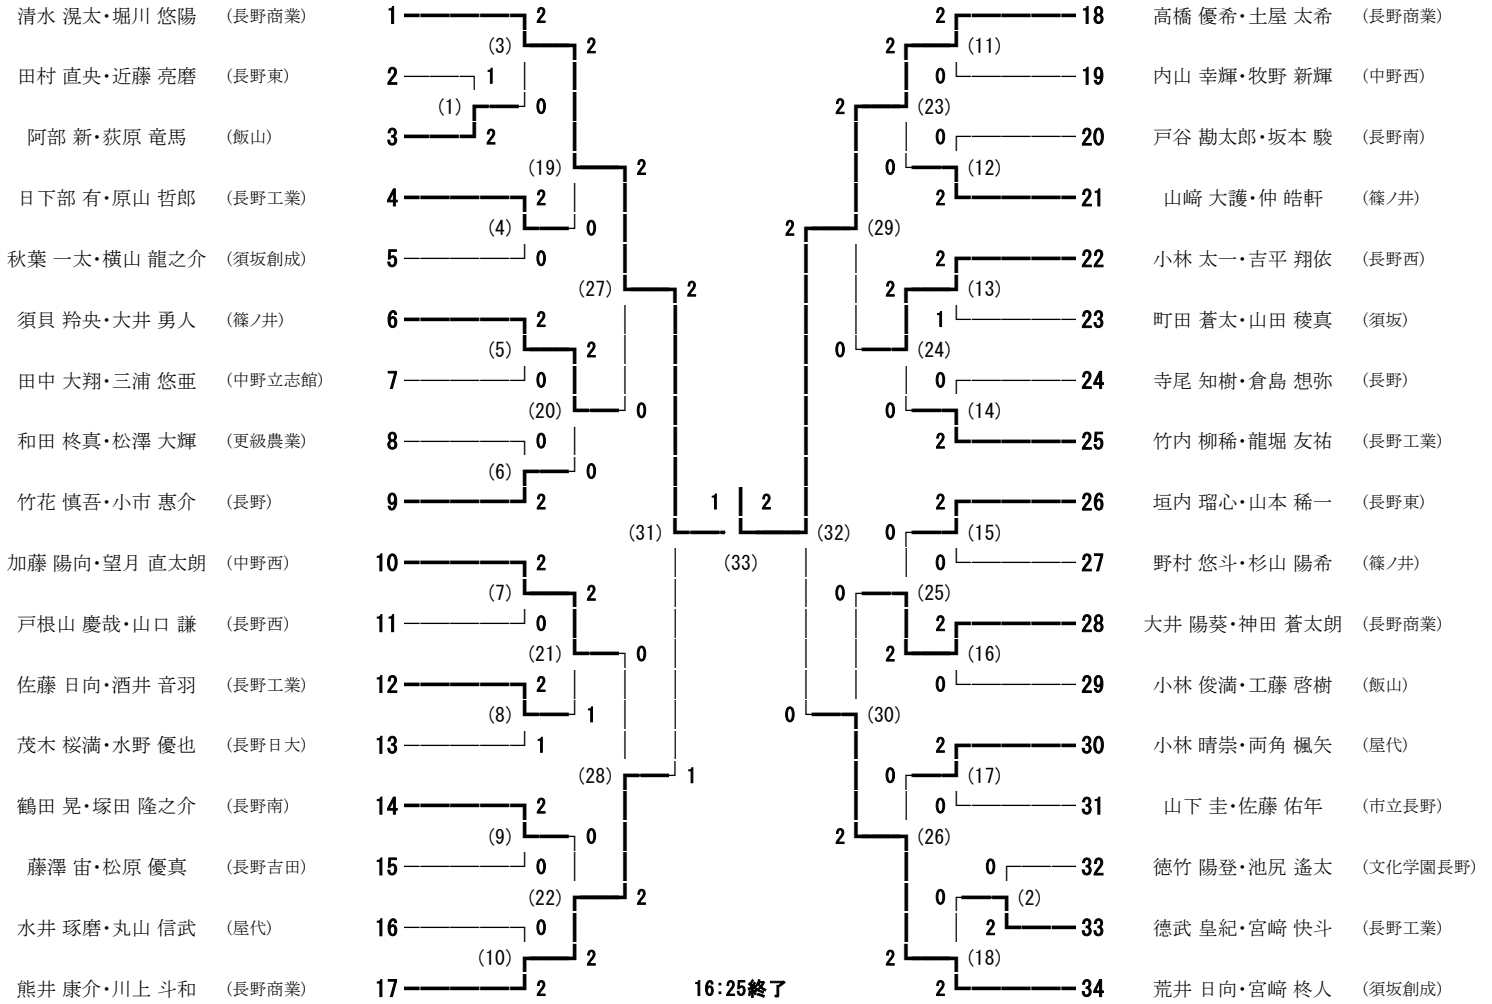 清水 滉太・堀川 悠陽 (長野商業) 1 2
(3) 2
田村 直央・近藤 亮磨 (長野東) 2 1
(1) 0
阿部 新・荻原 竜馬 (飯山) 3 2
(19) 2
日下部 有・原山 哲郎 (長野工業) 4 2
(4) 0
秋葉 一太・横山 龍之介 (須坂創成) 5 0
(27) 2
須貝 羚央・大井 勇人 (篠ノ井) 6 2
(5) 2
田中 大翔・三浦 悠亜 (中野立志館) 7 0
(20) 0
和田 柊真・松澤 大輝 (更級農業) 8 0
(6) 0
竹花 慎吾・小市 惠介 (長野) 9 2
(31) 1
加藤 陽向・望月 直太朗 (中野西) 10 2
(7) 2
戸根山 慶哉・山口 謙 (長野西) 11 0
(21) 0
佐藤 日向・酒井 音羽 (長野工業) 12 2
(8) 1
茂木 桜満・水野 優也 (長野日大) 13 1
(28) 1
鶴田 晃・塚田 隆之介 (長野南) 14 2
(9) 0
藤澤 宙・松原 優真 (長野吉田) 15 0
(22) 2
水井 琢磨・丸山 信武 (屋代) 16 0
(10) 2
熊井 康介・川上 斗和 (長野商業) 17 2
(33)
16:25終了
2 18 高橋 優希・土屋 太希 (長野商業)
2 (11)
0 19 内山 幸輝・牧野 新輝 (中野西)
2 (23)
0 20 戸谷 勘太郎・坂本 駿 (長野南)
0 (12)
2 21 山﨑 大護・仲 皓軒 (篠ノ井)
2 (29)
2 22 小林 太一・吉平 翔依 (長野西)
2 (13)
1 23 町田 蒼太・山田 稜真 (須坂)
0 (24)
0 24 寺尾 知樹・倉島 想弥 (長野)
0 (14)
2 25 竹内 柳稀・龍堀 友祐 (長野工業)
2 (32)
2 26 垣内 瑠心・山本 稀一 (長野東)
0 (15)
0 27 野村 悠斗・杉山 陽希 (篠ノ井)
0 (25)
2 28 大井 陽葵・神田 蒼太朗 (長野商業)
2 (16)
0 29 小林 俊満・工藤 啓樹 (飯山)
0 (30)
2 30 小林 晴崇・両角 楓矢 (屋代)
0 (17)
0 31 山下 圭・佐藤 佑年 (市立長野)
2 (26)
0 32 徳竹 陽登・池尻 遙太 (文化学園長野)
0 (2)
2 33 德武 皇紀・宮﨑 快斗 (長野工業)
2 (18)
2 34 荒井 日向・宮﨑 柊人 (須坂創成)